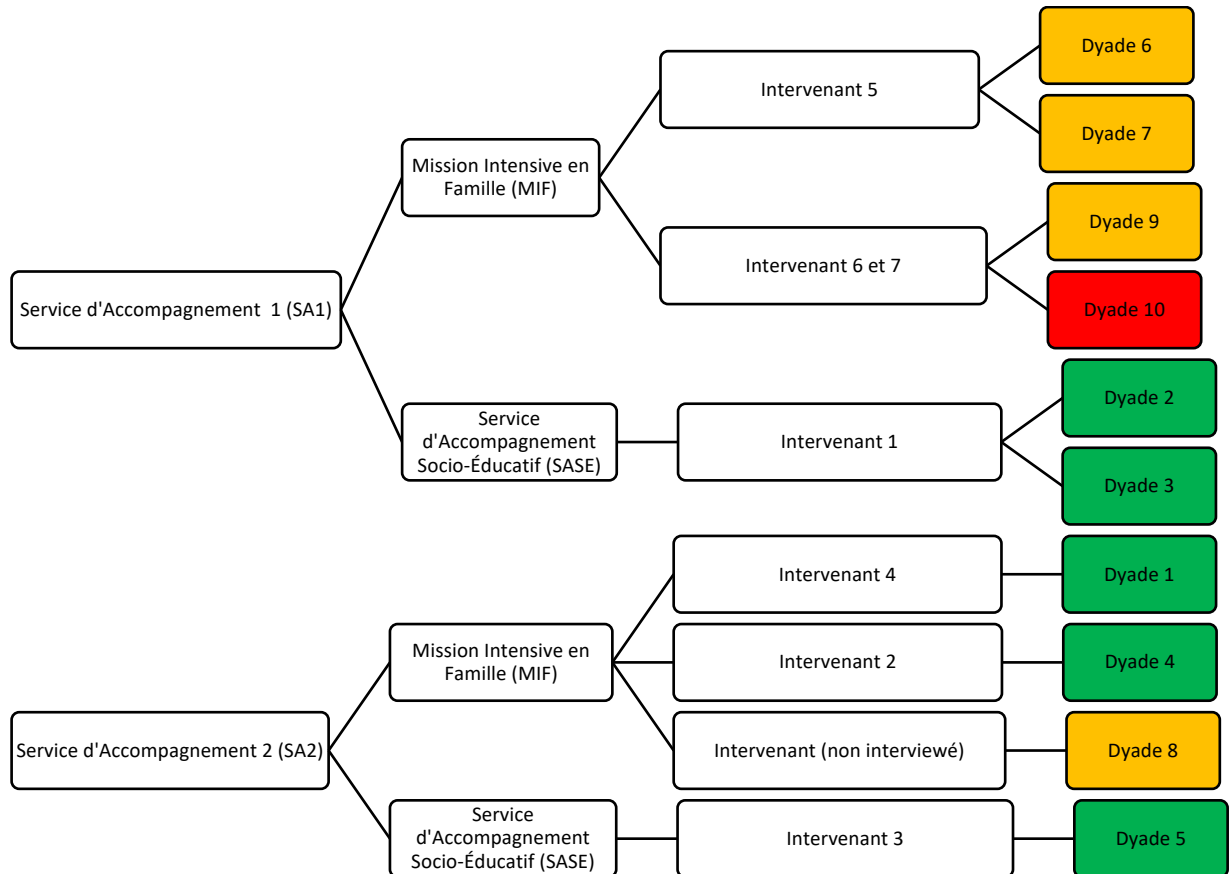 Service d'Accompagnement 1 (SA1)
Mission Intensive en
Famille (MIF)
Intervenant 5
Dyade 6
Dyade 7
Intervenant 6 et 7
Dyade 9
Dyade 10
Service
d'Accompagnement
Socio-Éducatif (SASE)
Intervenant 1
Dyade 2
Dyade 3
Service d'Accompagnement 2 (SA2)
Mission Intensive en
Famille (MIF)
Intervenant 4
Dyade 1
Intervenant 2
Dyade 4
Intervenant (non interviewé)
Dyade 8
Service
d'Accompagnement
Socio-Éducatif (SASE)
Intervenant 3
Dyade 5